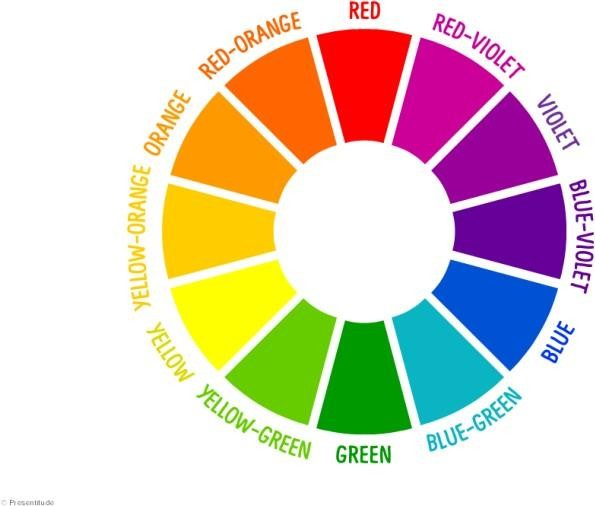 RED
RED-VIOLET
VIOLET
BLUE-VIOLET
BLUE
BLUE-GREEN
GREEN
YELLOW-GREEN
YELLOW
YELLOW-ORANGE
ORANGE
RED-ORANGE
© Presentitude